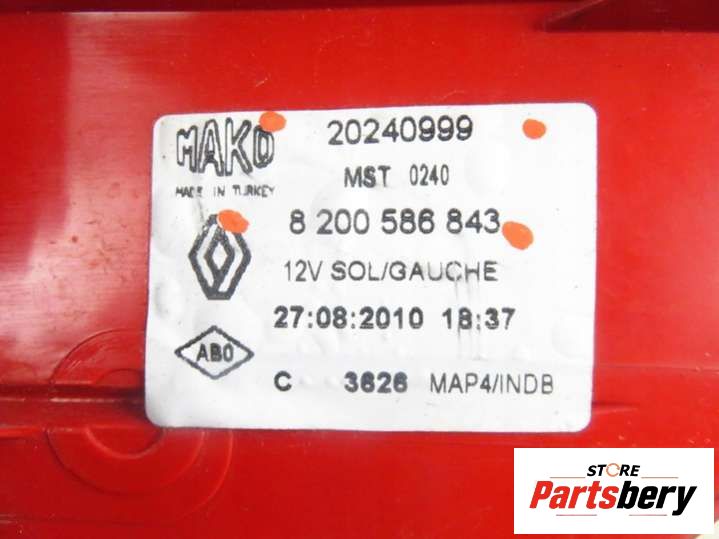 MAKO
MADE IN TURKEY
20240999
MST 0240
8 200 586 843
12V SOL/GAUCHE
27:08:2010 18:37
ABO
C 3626 MAP4/INDB
STORE
Partsbery